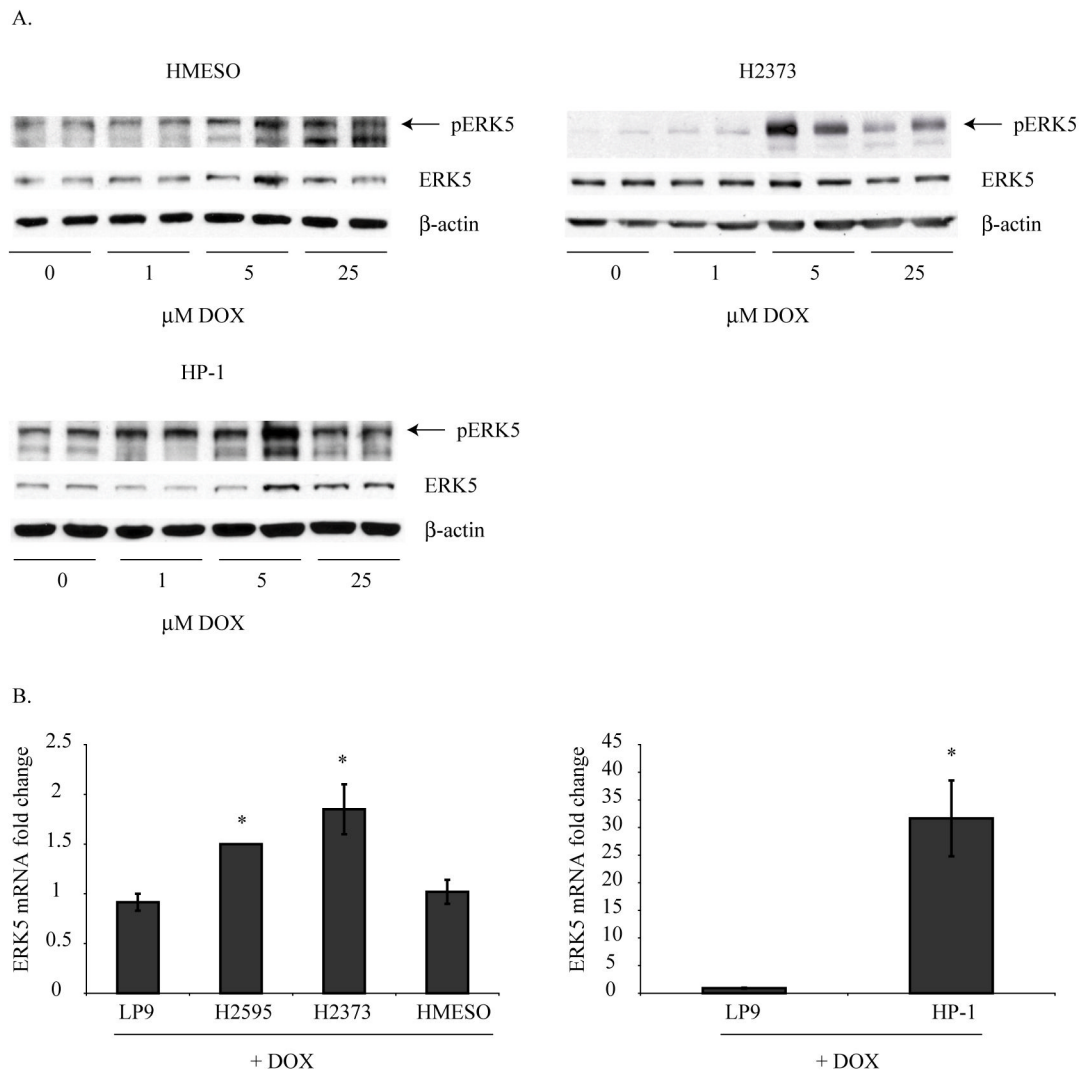 A.
HMESO
pERK5
ERK5
β-actin
0 1 5 25
μM DOX
H2373
pERK5
ERK5
β-actin
0 1 5 25
μM DOX
HP-1
pERK5
ERK5
β-actin
0 1 5 25
μM DOX
B.
ERK5 mRNA fold change
2.5
2
1.5
1
0.5
0
*
*
LP9 H2595 H2373 HMESO
+ DOX
ERK5 mRNA fold change
45
40
35
30
25
20
15
10
5
0
*
LP9 HP-1
+ DOX